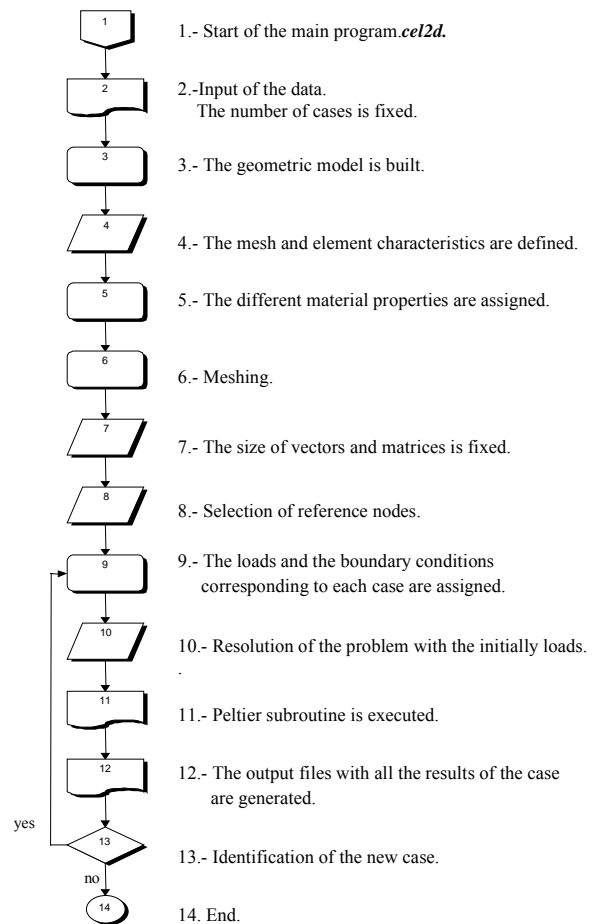 1
1.- Start of the main program.cel2d.
2
2.-Input of the data.
The number of cases is fixed.
3
3.- The geometric model is built.
4
4.- The mesh and element characteristics are defined.
5
5.- The different material properties are assigned.
6
6.- Meshing.
7
7.- The size of vectors and matrices is fixed.
8
8.- Selection of reference nodes.
9
9.- The loads and the boundary conditions
corresponding to each case are assigned.
10
10.- Resolution of the problem with the initially loads.
.
11
11.- Peltier subroutine is executed.
12
12.- The output files with all the results of the case
are generated.
yes
13
13.- Identification of the new case.
no
14
14. End.